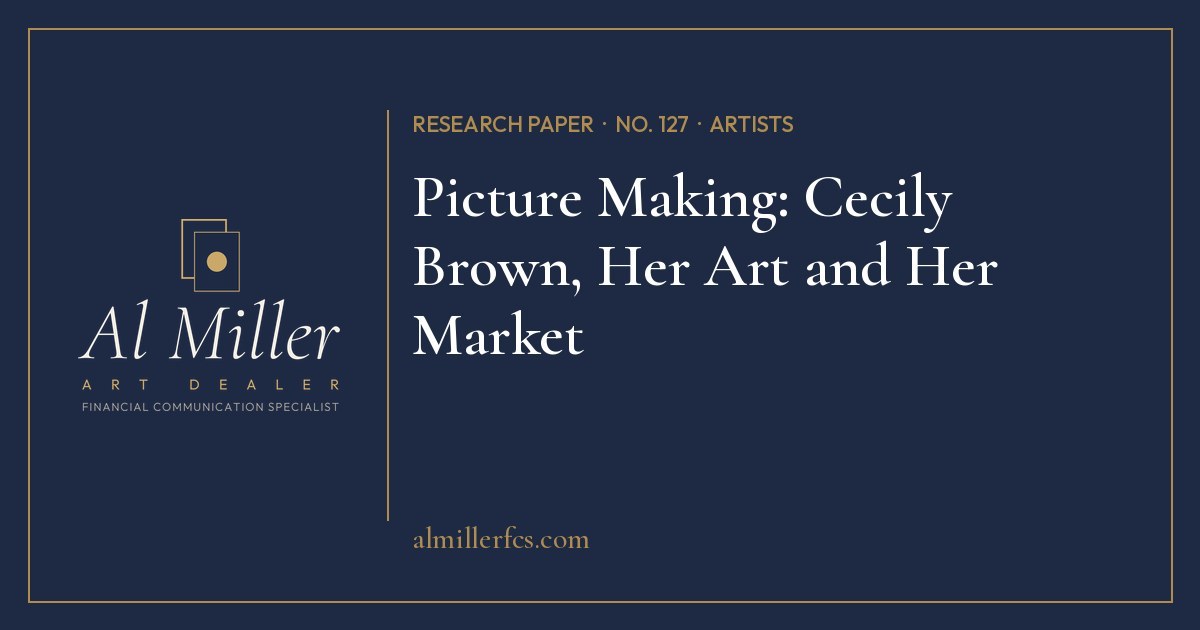 RESEARCH PAPER · NO. 127 · ARTISTS
Picture Making: Cecily
Brown, Her Art and Her
Market
Al Miller
ART DEALER
FINANCIAL COMMUNICATION SPECIALIST
almillerfcs.com